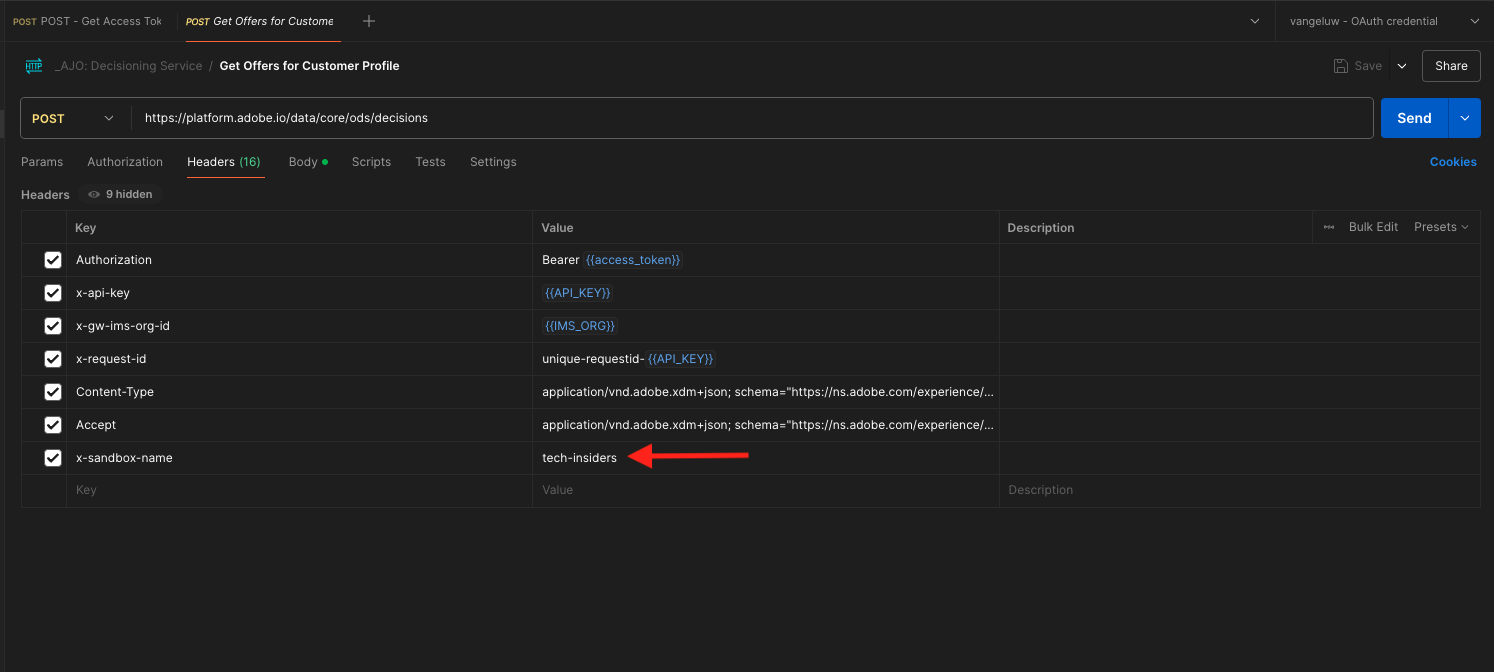 POST POST - Get Access Tok POST Get Offers for Custome vangeluw - OAuth credential
HTTP _AJO: Decisioning Service / Get Offers for Customer Profile Save Share
POST https://platform.adobe.io/data/core/ods/decisions Send
Params Authorization Headers (16) Body Scripts Tests Settings Cookies
Headers 9 hidden
Key Value Description Bulk Edit Presets
Authorization Bearer {{access_token}}
x-api-key {{API_KEY}}
x-gw-ims-org-id {{IMS_ORG}}
x-request-id unique-requestid-{{API_KEY}}
Content-Type application/vnd.adobe.xdm+json; schema="https://ns.adobe.com/experience/...
Accept application/vnd.adobe.xdm+json; schema="https://ns.adobe.com/experience/...
x-sandbox-name tech-insiders
Key Value Description